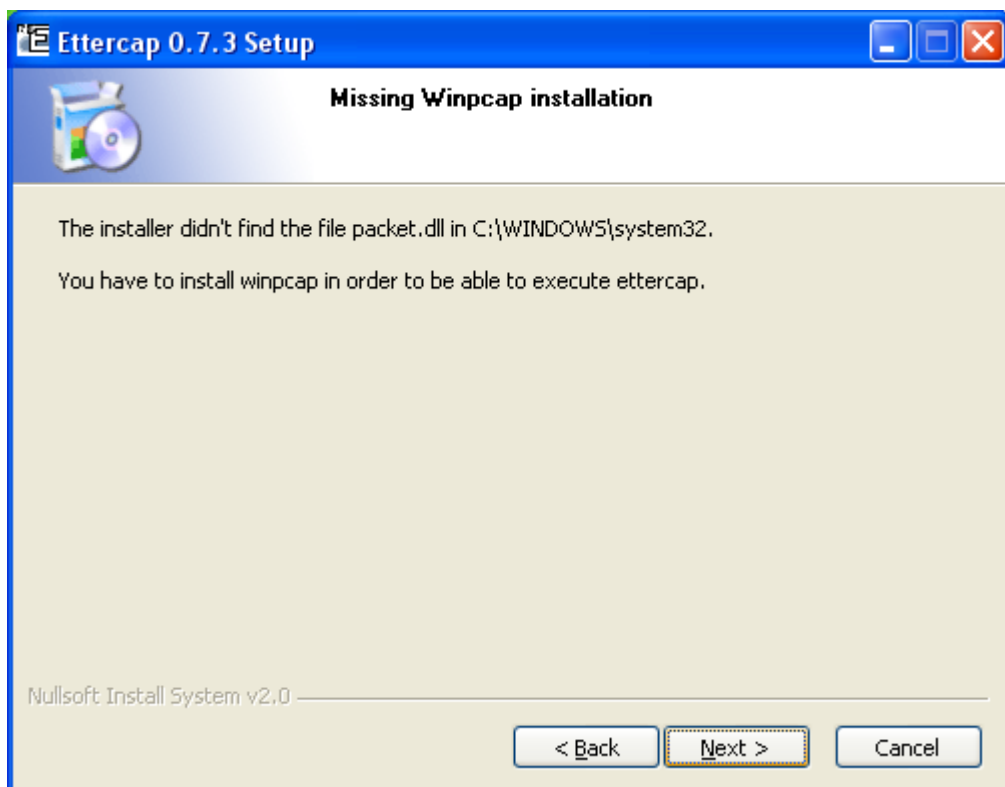 Ettercap 0.7.3 Setup
Missing Winpcap installation
The installer didn't find the file packet.dll in C:\WINDOWS\system32.
You have to install winpcap in order to be able to execute ettercap.
Nullsoft Install System v2.0
< Back Next > Cancel